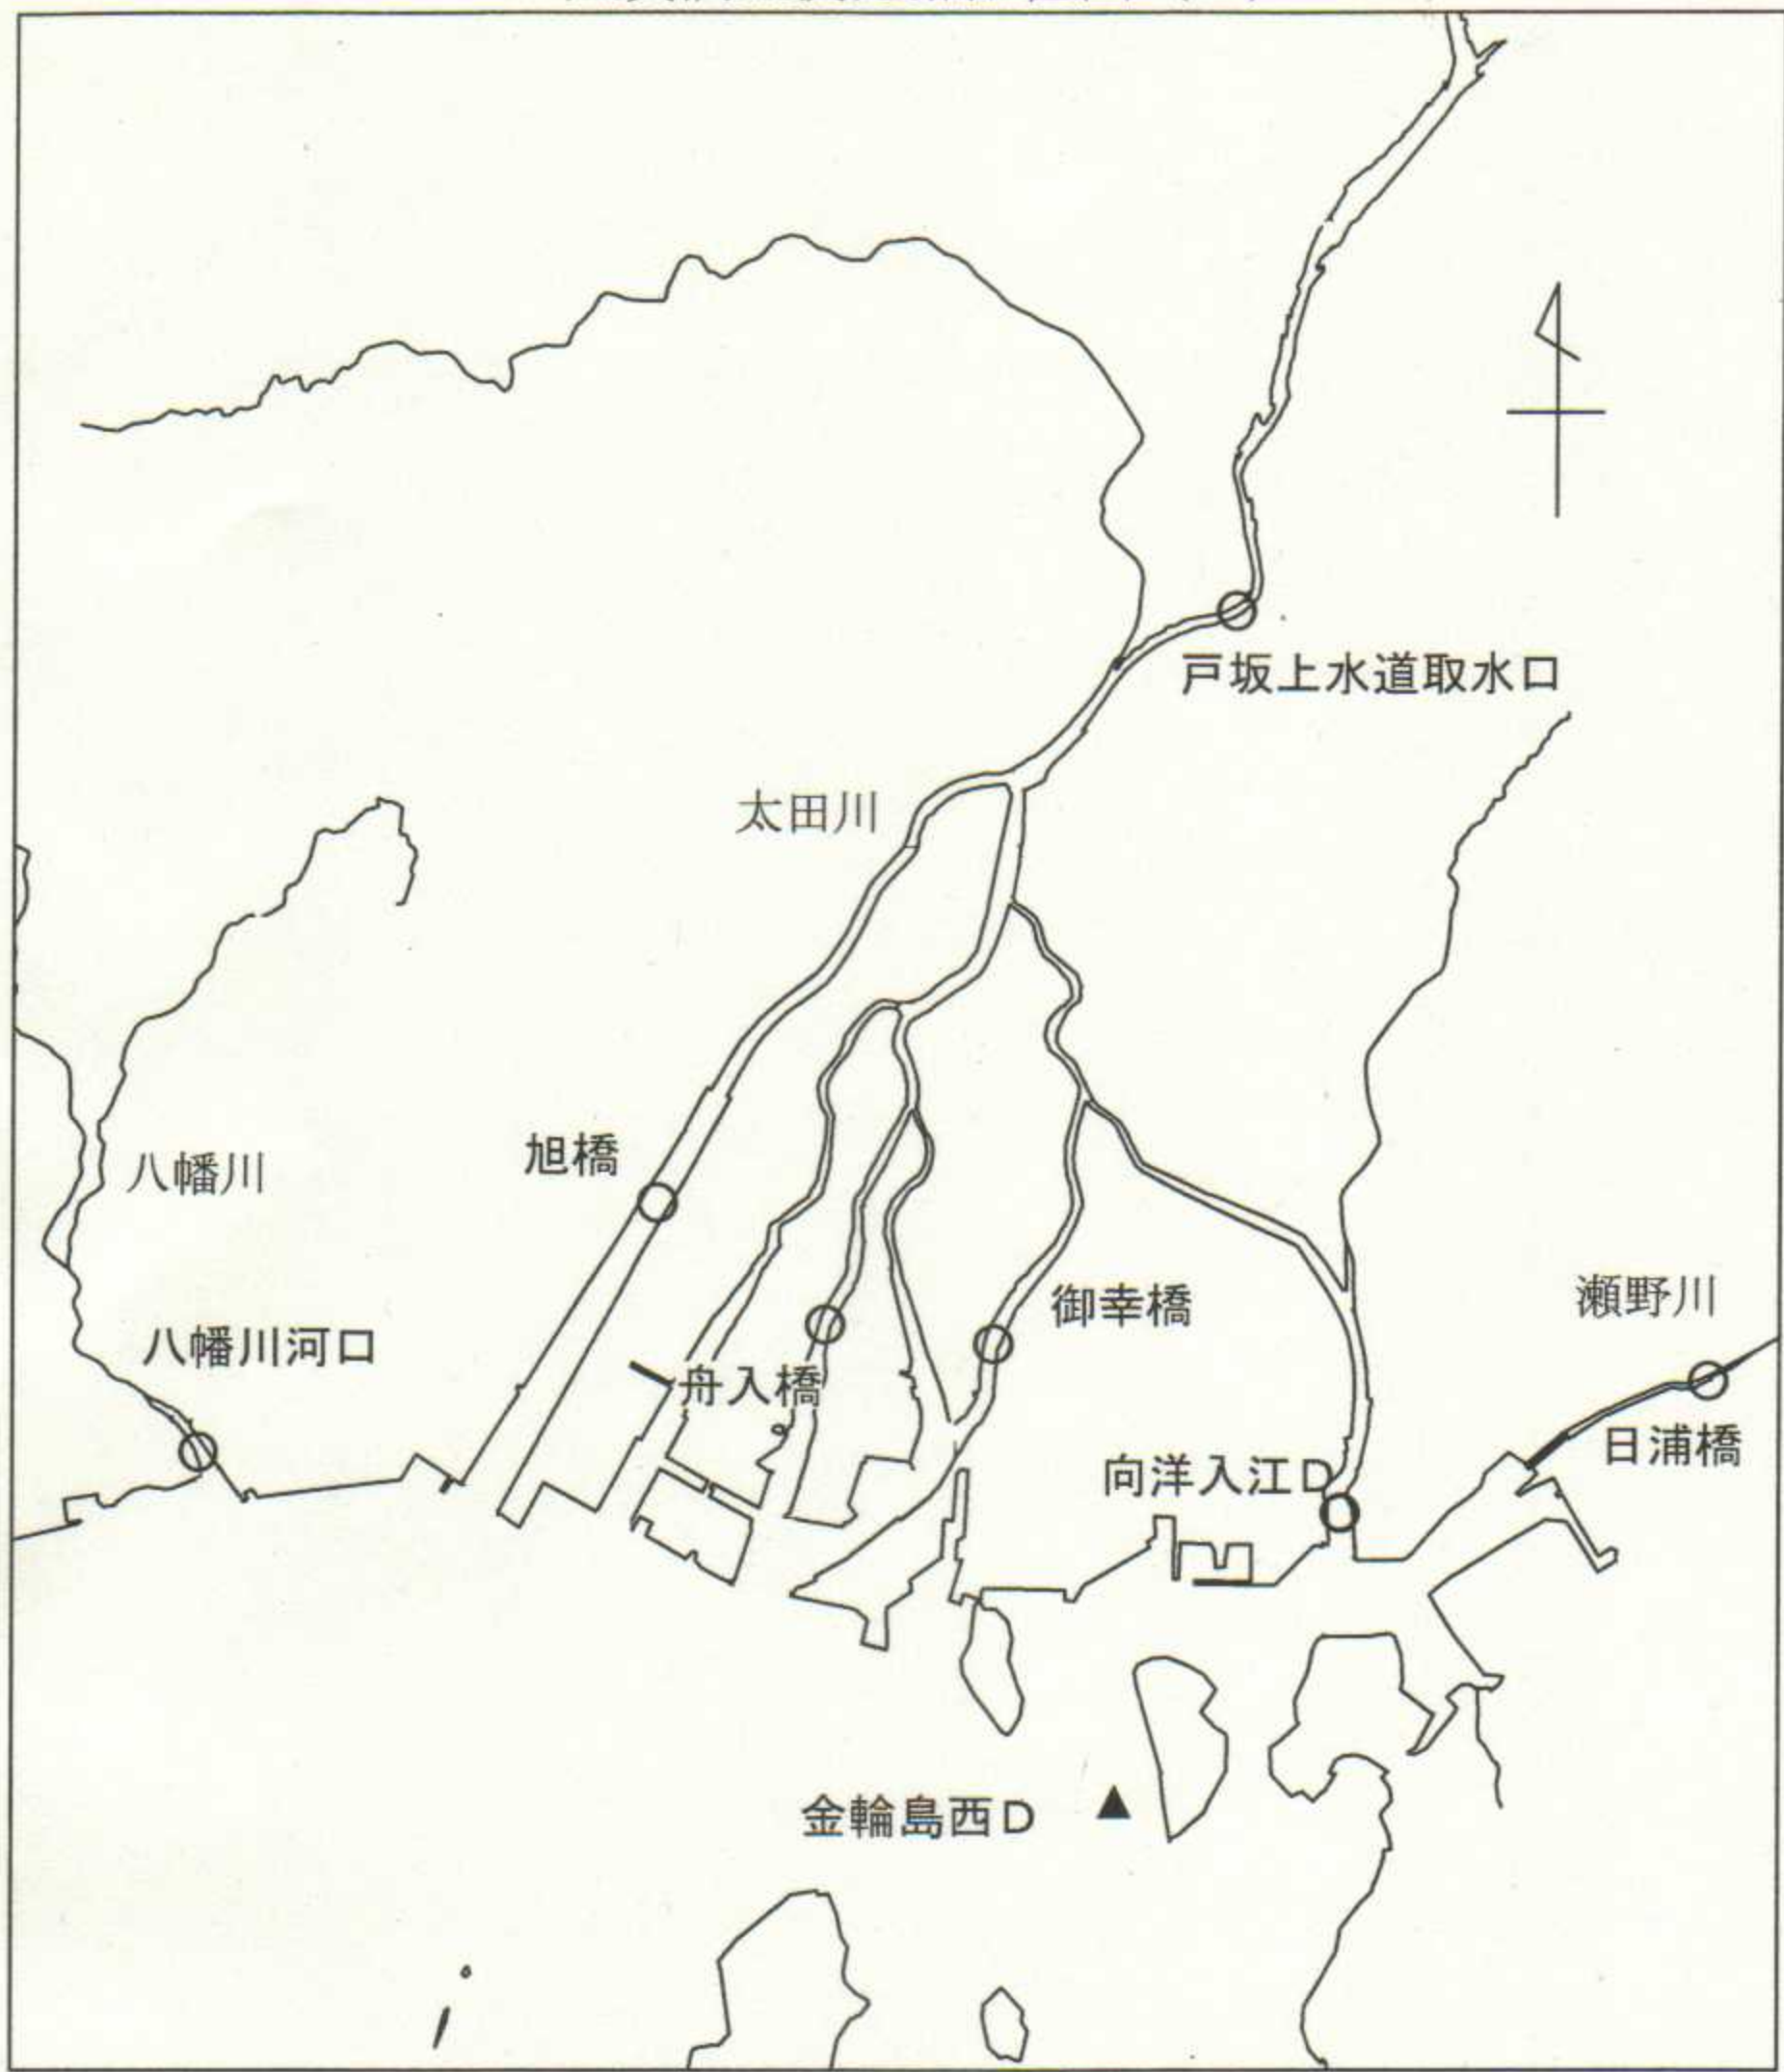 戸坂上水道取水口
太田川
八幡川
旭橋
瀬野川
御幸橋
八幡川河口
舟入橋
日浦橋
向洋入江D
金輪島西D